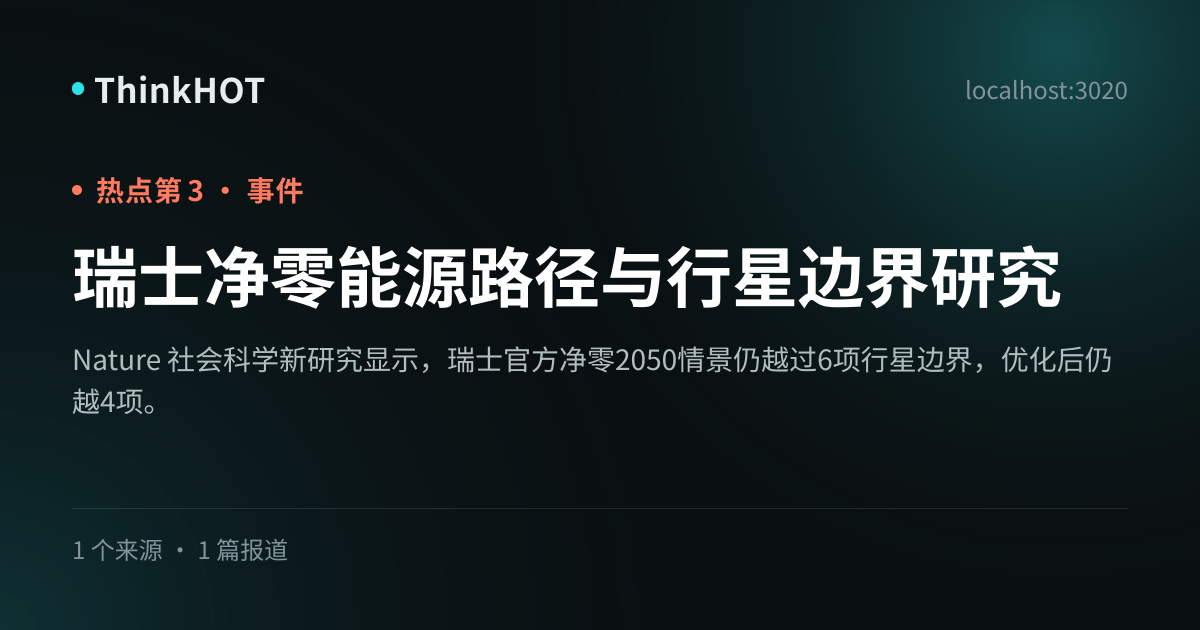 ThinkHOT
localhost:3020
热点第 3 · 事件
瑞士净零能源路径与行星边界研究
Nature 社会科学新研究显示，瑞士官方净零2050情景仍越过6项行星边界，优化后仍
越4项。
1 个来源 · 1 篇报道